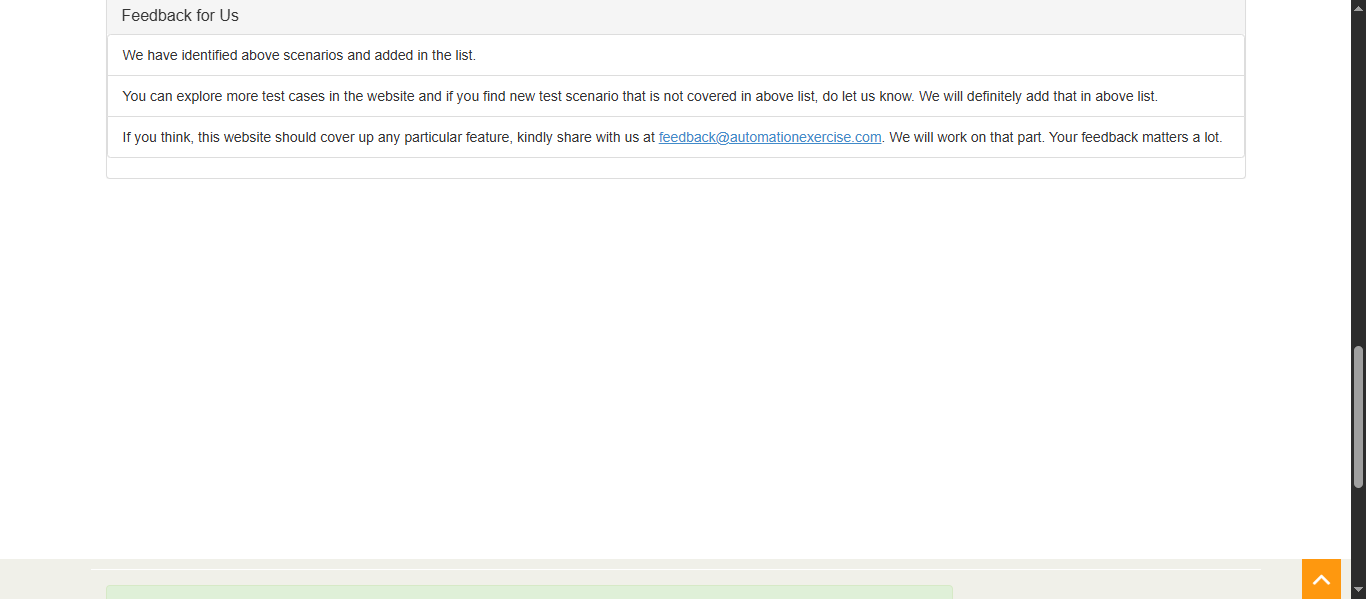 Feedback for Us
We have identified above scenarios and added in the list.
You can explore more test cases in the website and if you find new test scenario that is not covered in above list, do let us know. We will definitely add that in above list.
If you think, this website should cover up any particular feature, kindly share with us at feedback@automationexercise.com. We will work on that part. Your feedback matters a lot.